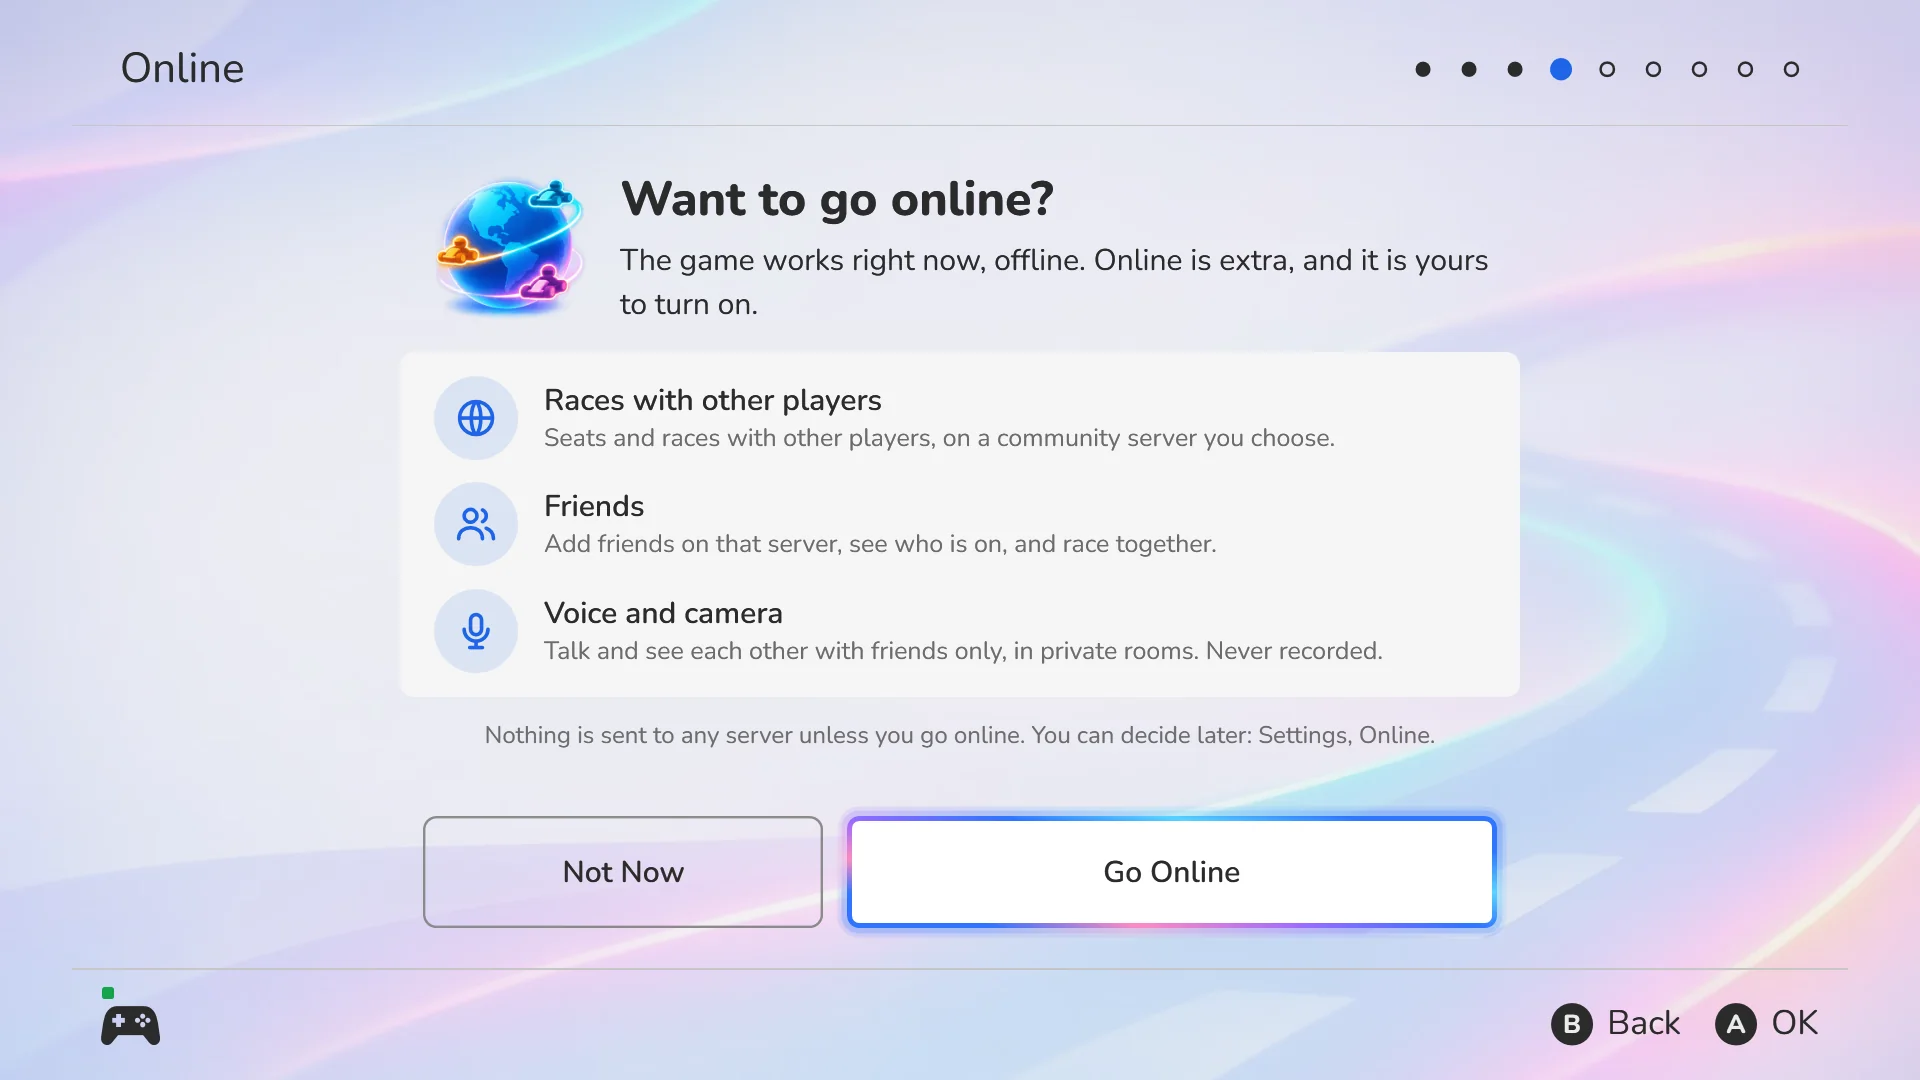 Online
Want to go online?
The game works right now, offline. Online is extra, and it is yours
to turn on.
Races with other players
Seats and races with other players, on a community server you choose.
Friends
Add friends on that server, see who is on, and race together.
Voice and camera
Talk and see each other with friends only, in private rooms. Never recorded.
Nothing is sent to any server unless you go online. You can decide later: Settings, Online.
Not Now
Go Online
B Back
A OK